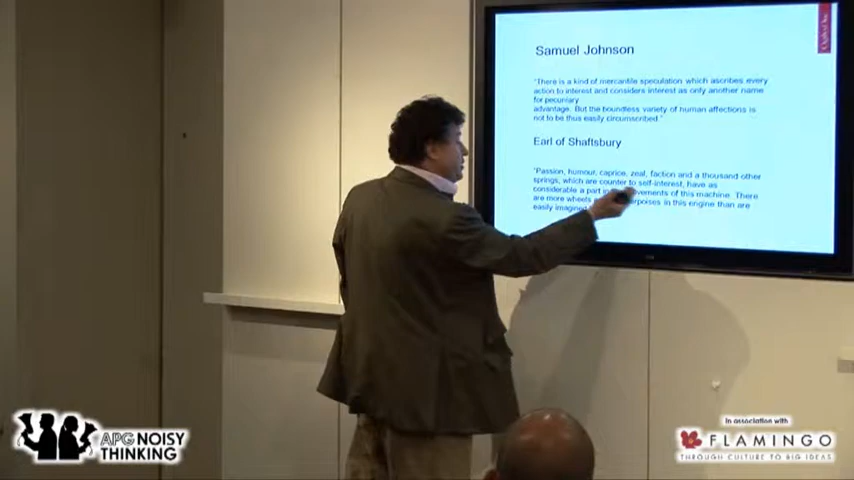 Samuel Johnson
"There is a kind of mercantile speculation which ascribes every
action to interest and considers interest as only another name
for pecuniary
advantage. But the boundless variety of human affections is
not to be thus easily circumscribed."
Earl of Shaftsbury
"Passion, humour, caprice, zeal, faction and a thousand other
springs, which are counter to self-interest, have as
considerable a part in movements of this machine. There
are more wheels in this engine than are
easily imagined
APG NOISY
THINKING
In association with
FLAMINGO
THROUGH CULTURE TO BIG IDEAS